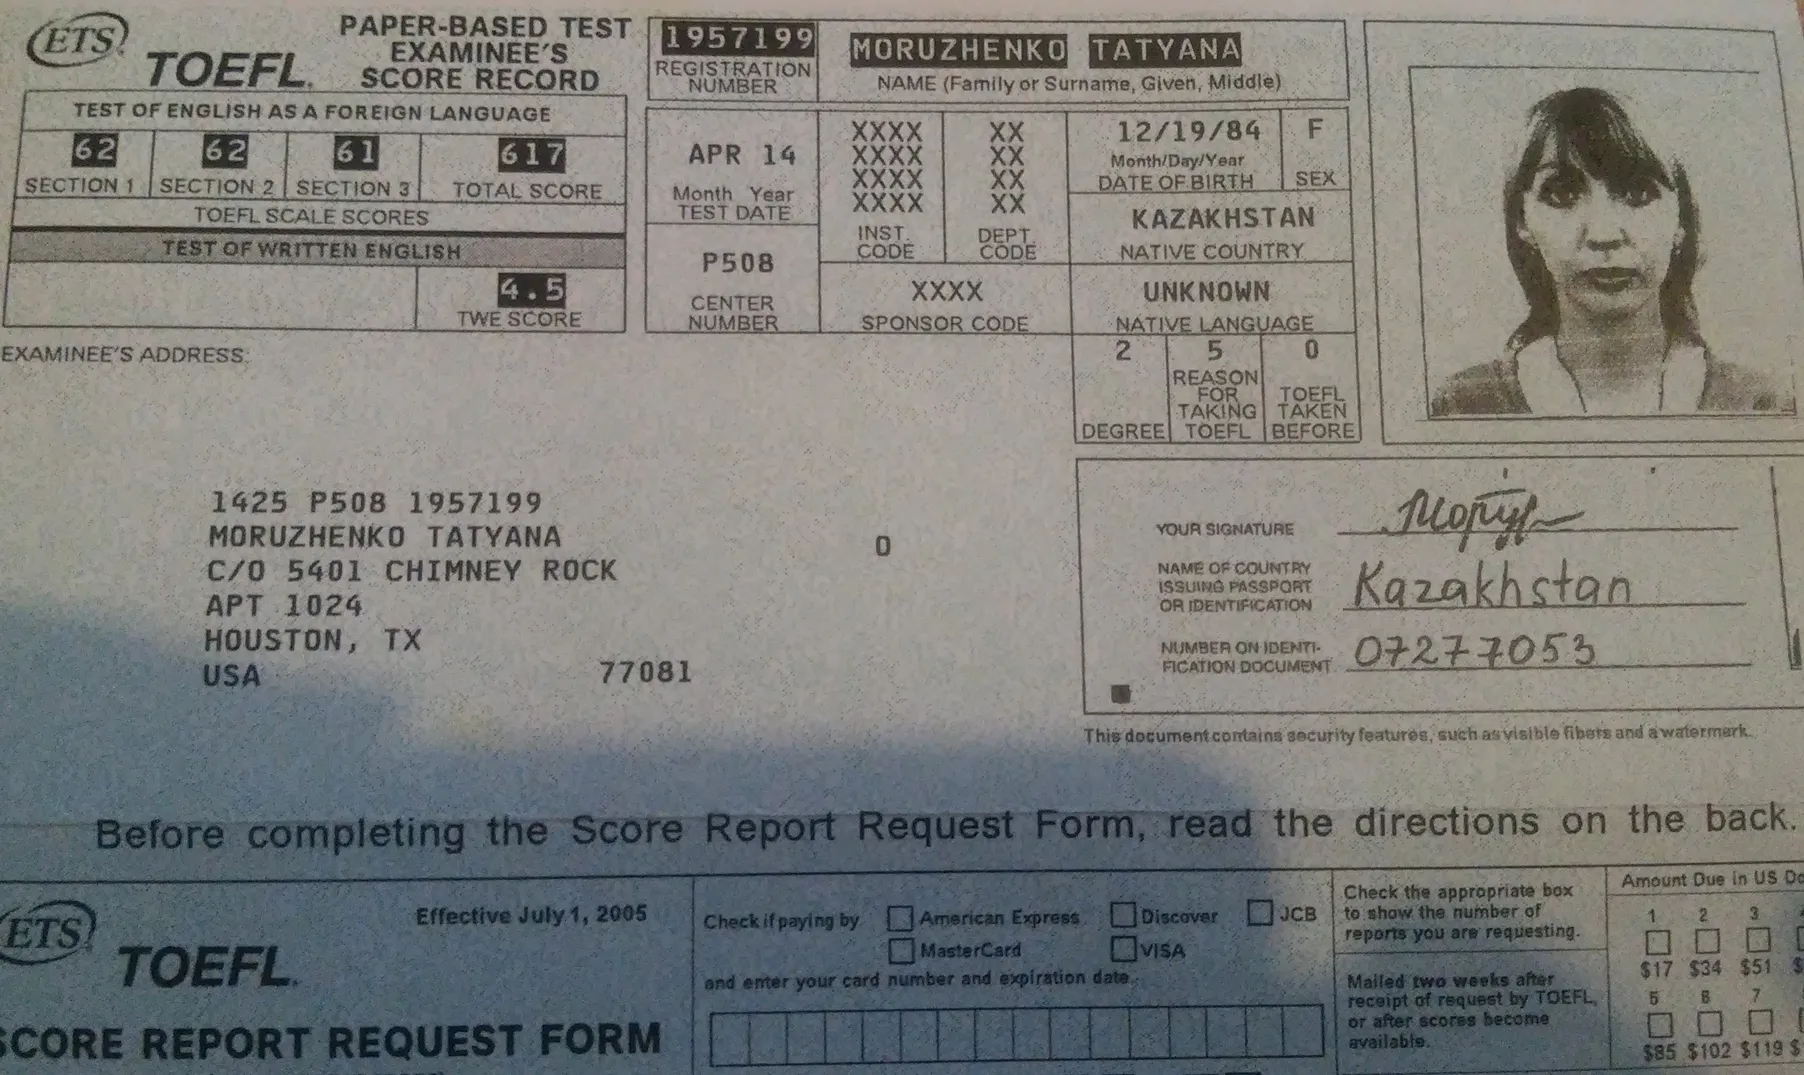 ETS
TOEFL.
PAPER-BASED TEST
EXAMINEE'S
SCORE RECORD
TEST OF ENGLISH AS A FOREIGN LANGUAGE
62 62 61 617
SECTION 1 SECTION 2 SECTION 3 TOTAL SCORE
TOEFL SCALE SCORES
TEST OF WRITTEN ENGLISH
4.5
TWE SCORE
1957199
REGISTRATION
NUMBER
MORUZHENKO TATYANA
NAME (Family or Surname, Given, Middle)
APR 14
Month Year
TEST DATE
P508
CENTER
NUMBER
XXXX XX
XXXX XX
XXXX XX
XXXX XX
INST. DEPT.
CODE CODE
XXXX
SPONSOR CODE
12/19/84
Month/Day/Year
DATE OF BIRTH
F
SEX
KAZAKHSTAN
NATIVE COUNTRY
UNKNOWN
NATIVE LANGUAGE
2
DEGREE
5
REASON
FOR
TAKING
TOEFL
0
TOEFL
TAKEN
BEFORE
EXAMINEE'S ADDRESS:
1425 P508 1957199
MORUZHENKO TATYANA
C/O 5401 CHIMNEY ROCK
APT 1024
HOUSTON, TX
USA 77081
0
YOUR SIGNATURE
NAME OF COUNTRY
ISSUING PASSPORT
OR IDENTIFICATION
Kazakhstan
NUMBER ON IDENTI-
FICATION DOCUMENT
07277053
This document contains security features, such as visible fibers and a watermark.
Before completing the Score Report Request Form, read the directions on the back.
ETS
TOEFL.
Effective July 1, 2005
SCORE REPORT REQUEST FORM
Check if paying by American Express Discover JCB
MasterCard VISA
and enter your card number and expiration date.
Check the appropriate box
to show the number of
reports you are requesting.
Mailed two weeks after
receipt of request by TOEFL,
or after scores become
available.
Amount Due in US
1 2 3
$17 $34 $51
5 6 7
$85 $102 $119